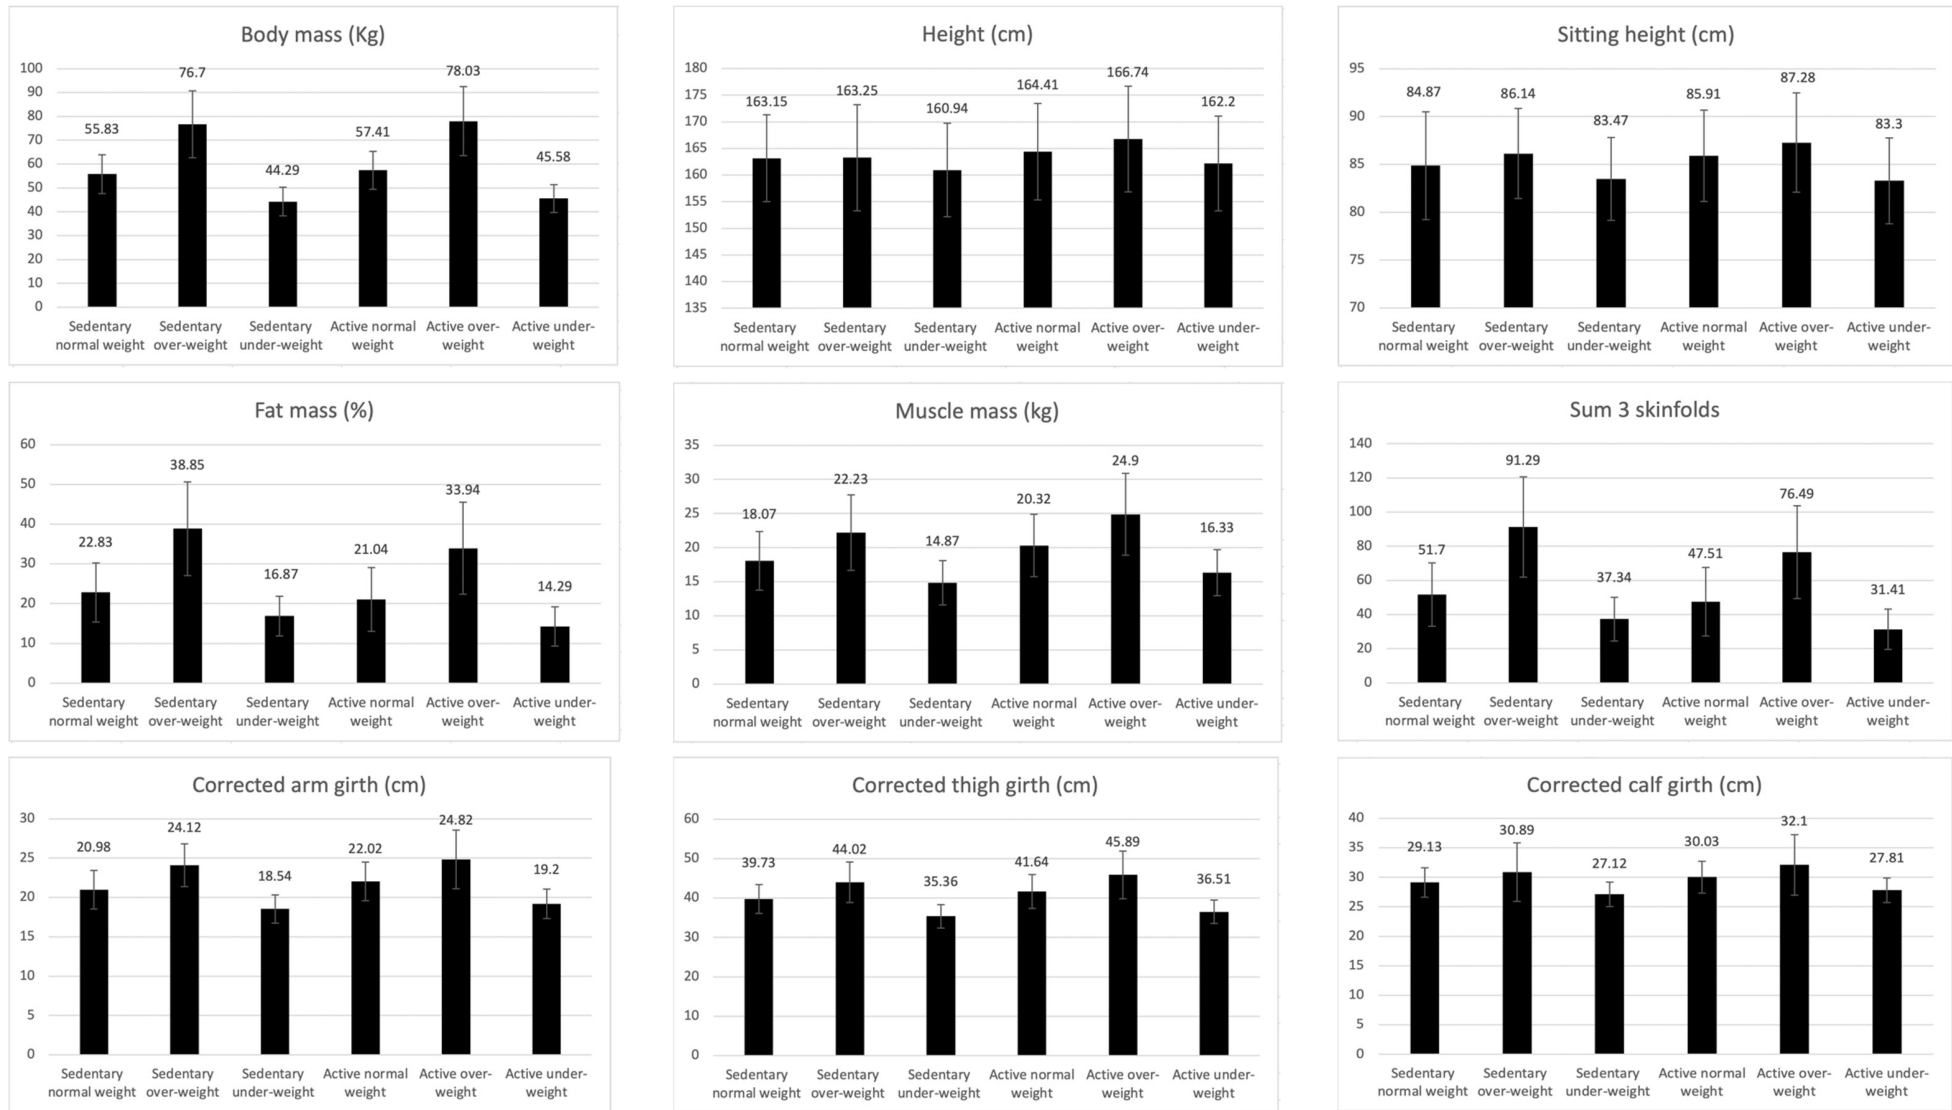 Body mass (Kg)
100
90
80
70
60
50
40
30
20
10
0
55.83
76.7
44.29
57.41
78.03
45.58
Sedentary normal weight
Sedentary over-weight
Sedentary under-weight
Active normal weight
Active over-weight
Active under-weight
Height (cm)
180
175
170
165
160
155
150
145
140
135
163.15
163.25
160.94
164.41
166.74
162.2
Sedentary normal weight
Sedentary over-weight
Sedentary under-weight
Active normal weight
Active over-weight
Active under-weight
Sitting height (cm)
95
90
85
80
75
70
84.87
86.14
83.47
85.91
87.28
83.3
Sedentary normal weight
Sedentary over-weight
Sedentary under-weight
Active normal weight
Active over-weight
Active under-weight
Fat mass (%)
60
50
40
30
20
10
0
22.83
38.85
16.87
21.04
33.94
14.29
Sedentary normal weight
Sedentary over-weight
Sedentary under-weight
Active normal weight
Active over-weight
Active under-weight
Muscle mass (kg)
35
30
25
20
15
10
5
0
18.07
22.23
14.87
20.32
24.9
16.33
Sedentary normal weight
Sedentary over-weight
Sedentary under-weight
Active normal weight
Active over-weight
Active under-weight
Sum 3 skinfolds
140
120
100
80
60
40
20
0
51.7
91.29
37.34
47.51
76.49
31.41
Sedentary normal weight
Sedentary over-weight
Sedentary under-weight
Active normal weight
Active over-weight
Active under-weight
Corrected arm girth (cm)
30
25
20
15
10
5
0
20.98
24.12
18.54
22.02
24.82
19.2
Sedentary normal weight
Sedentary over-weight
Sedentary under-weight
Active normal weight
Active over-weight
Active under-weight
Corrected thigh girth (cm)
60
50
40
30
20
10
0
39.73
44.02
35.36
41.64
45.89
36.51
Sedentary normal weight
Sedentary over-weight
Sedentary under-weight
Active normal weight
Active over-weight
Active under-weight
Corrected calf girth (cm)
40
35
30
25
20
15
10
5
0
29.13
30.89
27.12
30.03
32.1
27.81
Sedentary normal weight
Sedentary over-weight
Sedentary under-weight
Active normal weight
Active over-weight
Active under-weight